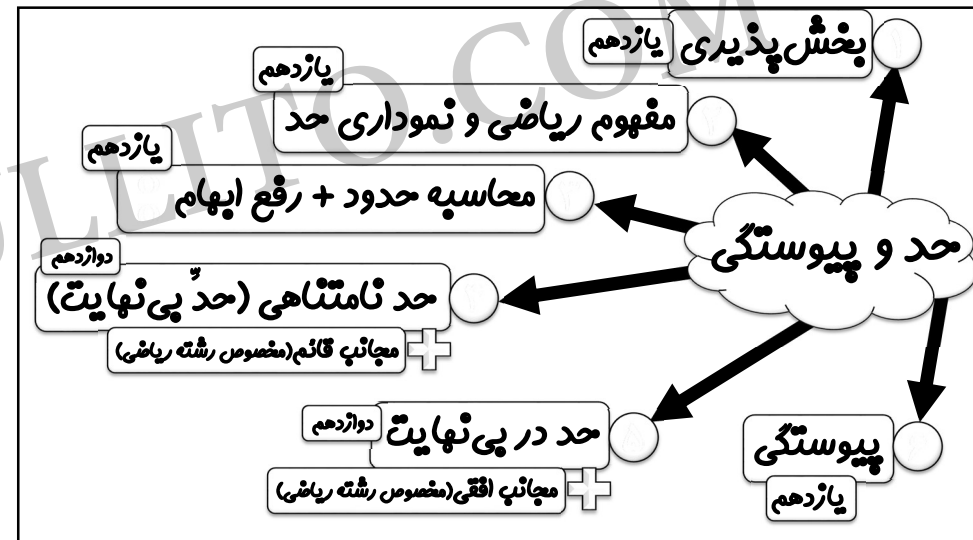 بخش‌پذیری
یازدهم
مفهوم ریاضی و نموداری حد
یازدهم
محاسبه حدود + رفع ابهام
یازدهم
حد و پیوستگی
حد نامتناهی (حدِّ بی‌نهایت)
دوازدهم
مجانب قائم(مخصوص رشته ریاضی)
حد در بی‌نهایت
دوازدهم
مجانب افقی(مخصوص رشته ریاضی)
پیوستگی
یازدهم
ULLITO.COM